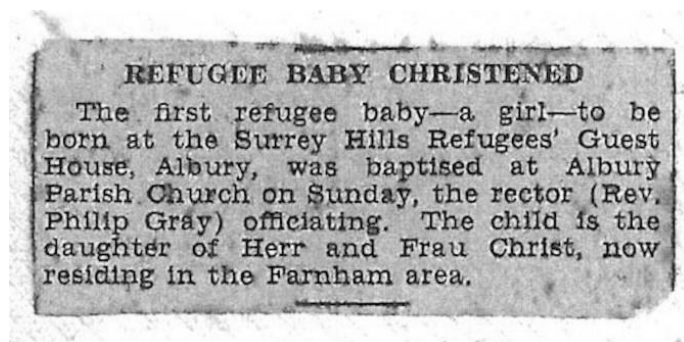 REFUGEE BABY CHRISTENED
The first refugee baby—a girl—to be
born at the Surrey Hills Refugees' Guest
House, Albury, was baptised at Albury
Parish Church on Sunday, the rector (Rev.
Philip Gray) officiating. The child is the
daughter of Herr and Frau Christ, now
residing in the Farnham area.